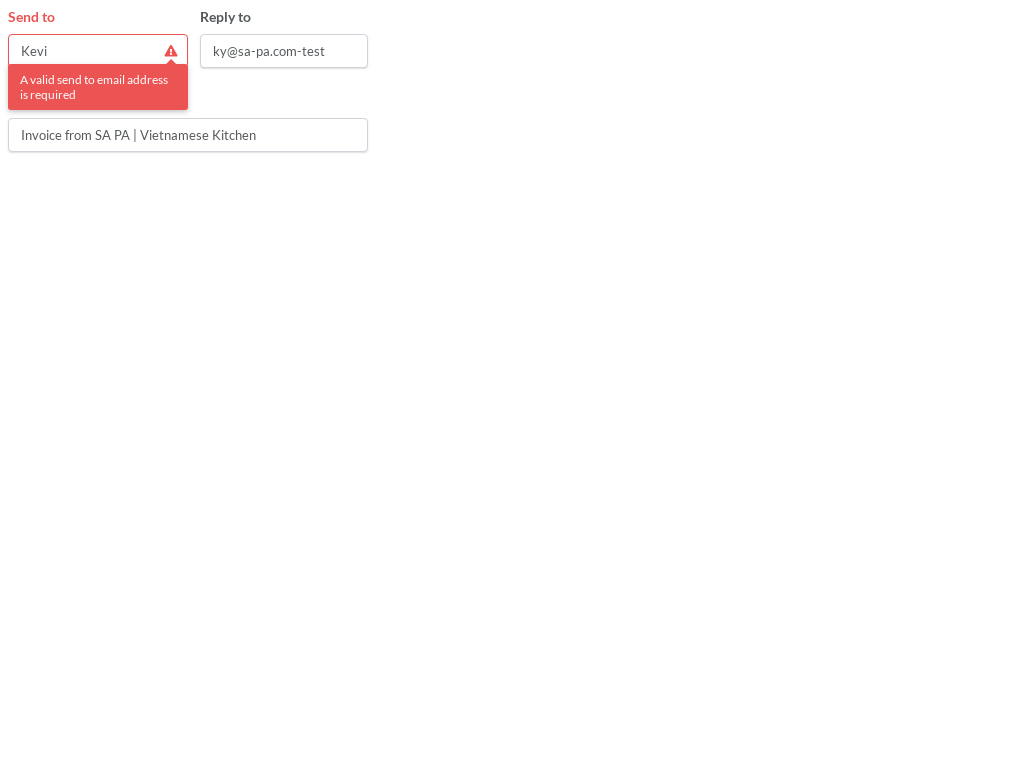 Send to
Reply to
Kevi
ky@sa-pa.com-test
A valid send to email address
is required
Invoice from SA PA | Vietnamese Kitchen